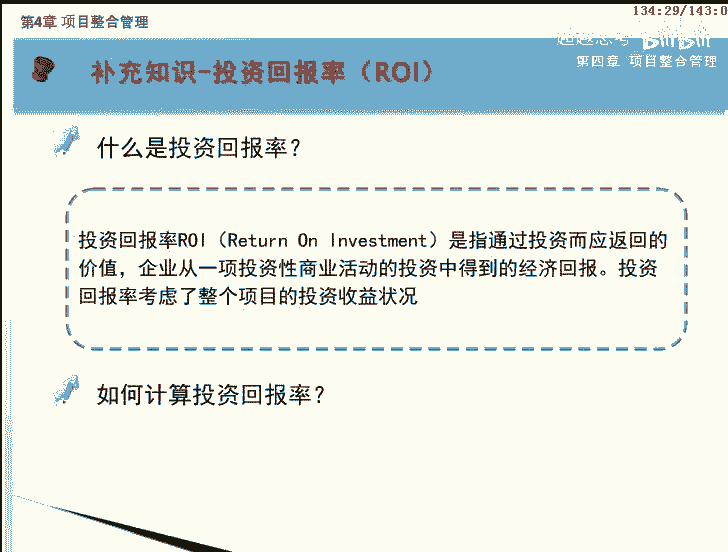 第4章 项目整合管理
134:29/143:0
bilibili
第四章 项目整合管理
补充知识-投资回报率（ROI）
什么是投资回报率？
投资回报率ROI（Return On Investment）是指通过投资而应返回的
价值，企业从一项投资性商业活动的投资中得到的经济回报。投资
回报率考虑了整个项目的投资收益状况
如何计算投资回报率？